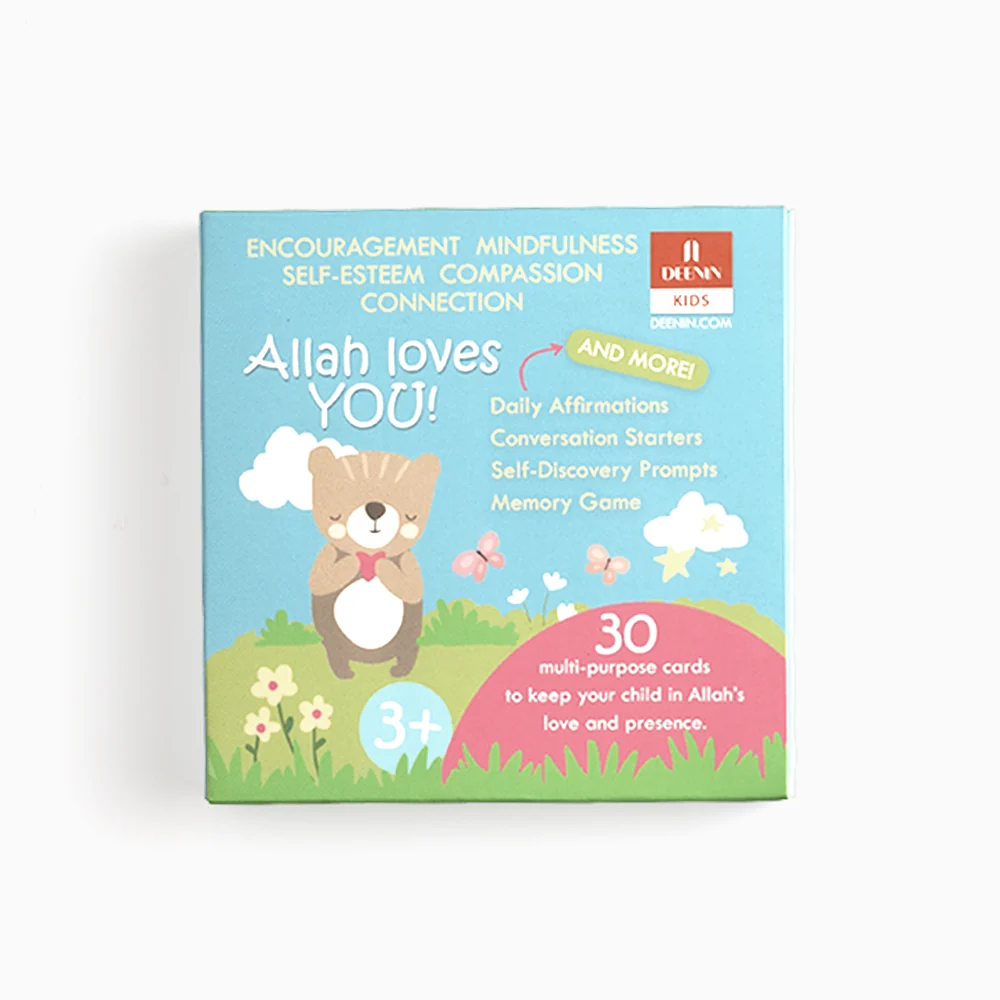 ENCOURAGEMENT MINDFULNESS
SELF-ESTEEM COMPASSION
CONNECTION
DEENIN
KIDS
DEENIN.COM
Allah loves
YOU!
AND MORE!
Daily Affirmations
Conversation Starters
Self-Discovery Prompts
Memory Game
30
multi-purpose cards
to keep your child in Allah's
love and presence.
3+